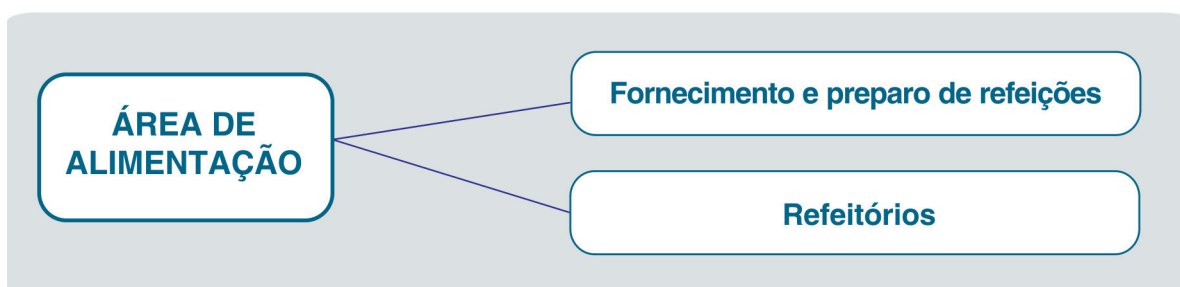 ÁREA DE
ALIMENTAÇÃO
Fornecimento e preparo de refeições
Refeitórios